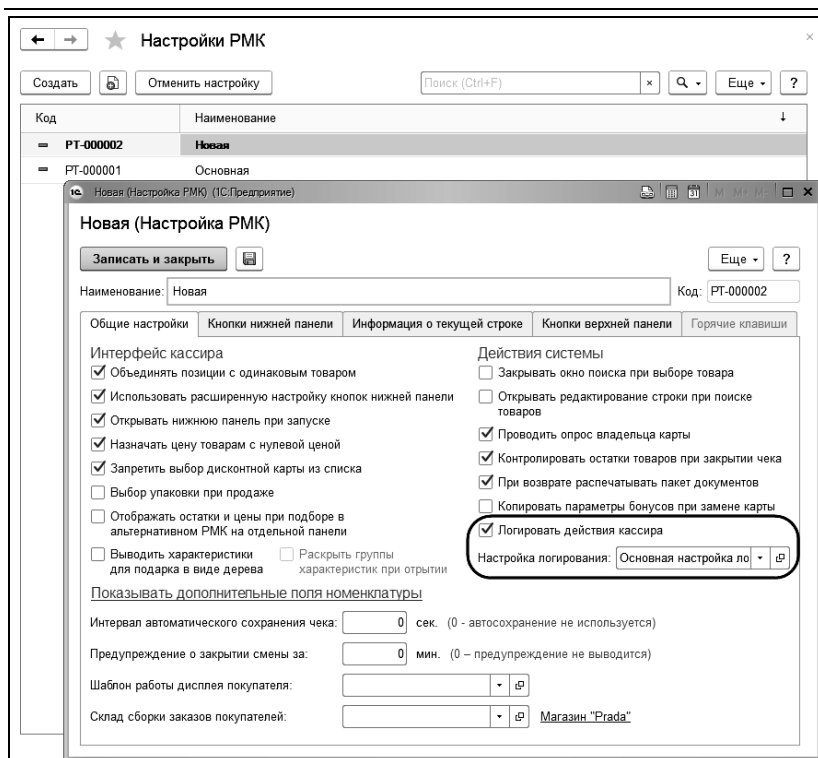 Настройки РМК
Создать Отменить настройку Поиск (Ctrl+F) × Еще ?
Код Наименование ↓
РТ-000002 Новая
РТ-000001 Основная
Новая (Настройка РМК) (1С:Предприятие) M M+ M-
Новая (Настройка РМК)
Записать и закрыть Еще ?
Наименование: Новая Код: РТ-000002
Общие настройки Кнопки нижней панели Информация о текущей строке Кнопки верхней панели Горячие клавиши
Интерфейс кассира
Объединять позиции с одинаковым товаром
Использовать расширенную настройку кнопок нижней панели
Открывать нижнюю панель при запуске
Назначать цену товарам с нулевой ценой
Запретить выбор дисконтной карты из списка
Выбор упаковки при продаже
Отображать остатки и цены при подборе в
альтернативном РМК на отдельной панели
Выводить характеристики
для подарка в виде дерева
Раскрыть группы
характеристик при отрытии
Действия системы
Закрывать окно поиска при выборе товара
Открывать редактирование строки при поиске
товаров
Проводить опрос владельца карты
Контролировать остатки товаров при закрытии чека
При возврате распечатывать пакет документов
Копировать параметры бонусов при замене карты
Логировать действия кассира
Настройка логирования: Основная настройка ло
Показывать дополнительные поля номенклатуры
Интервал автоматического сохранения чека: 0 сек. (0 - автосохранение не используется)
Предупреждение о закрытии смены за: 0 мин. (0 – предупреждение не выводится)
Шаблон работы дисплея покупателя:
Склад сборки заказов покупателей: Магазин "Prada"